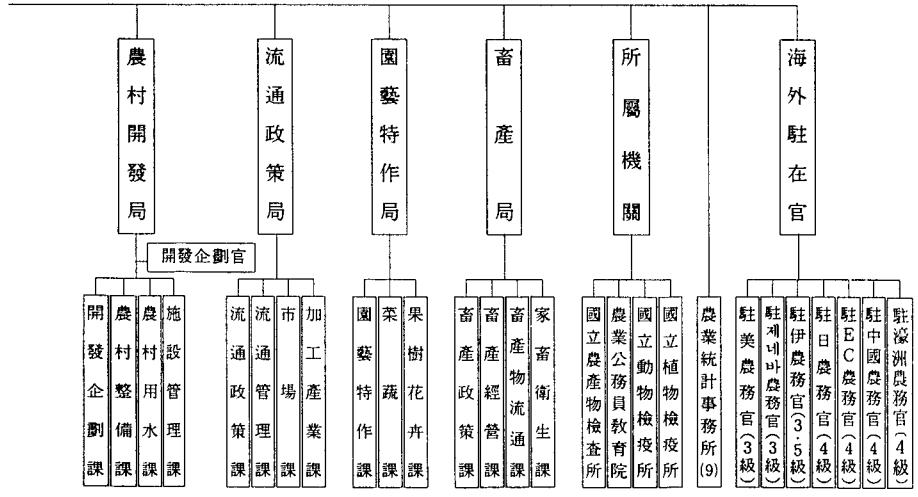 農村開發局
流通政策局
園藝特作局
畜產局
所屬機關
海外駐在官
開發企劃官
開發企劃課
農村整備課
農村用水課
施設管理課
流通政策課
流通管理課
市場課
加工產業課
園藝特作課
菜蔬課
果樹花卉課
畜產政策課
畜產經營課
畜產物流通課
家畜衛生課
國立農產物檢査所
農業公務員敎育院
國立動物檢疫所
國立植物檢疫所
農業統計事務所(9)
駐美農務官(3級)
駐제네바農務官(3級)
駐伊農務官(3·5級)
駐日農務官(4級)
駐EC農務官(4級)
駐中國農務官(4級)
駐濠洲農務官(4級)